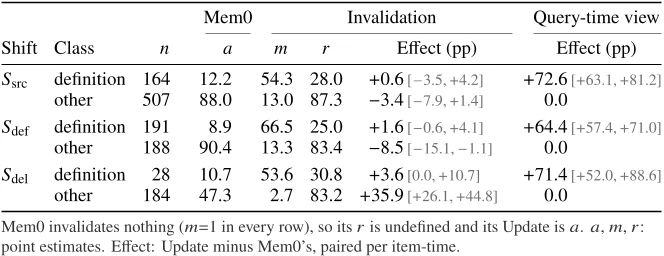 Mem0 Invalidation Query-time view
Shift Class n a m r Effect (pp) Effect (pp)
S_src definition 164 12.2 54.3 28.0 +0.6 [−3.5, +4.2] +72.6 [+63.1, +81.2]
other 507 88.0 13.0 87.3 −3.4 [−7.9, +1.4] 0.0
S_def definition 191 8.9 66.5 25.0 +1.6 [−0.6, +4.1] +64.4 [+57.4, +71.0]
other 188 90.4 13.3 83.4 −8.5 [−15.1, −1.1] 0.0
S_del definition 28 10.7 53.6 30.8 +3.6 [0.0, +10.7] +71.4 [+52.0, +88.6]
other 184 47.3 2.7 83.2 +35.9 [+26.1, +44.8] 0.0
Mem0 invalidates nothing (m=1 in every row), so its r is undefined and its Update is a. a, m, r:
point estimates. Effect: Update minus Mem0's, paired per item-time.